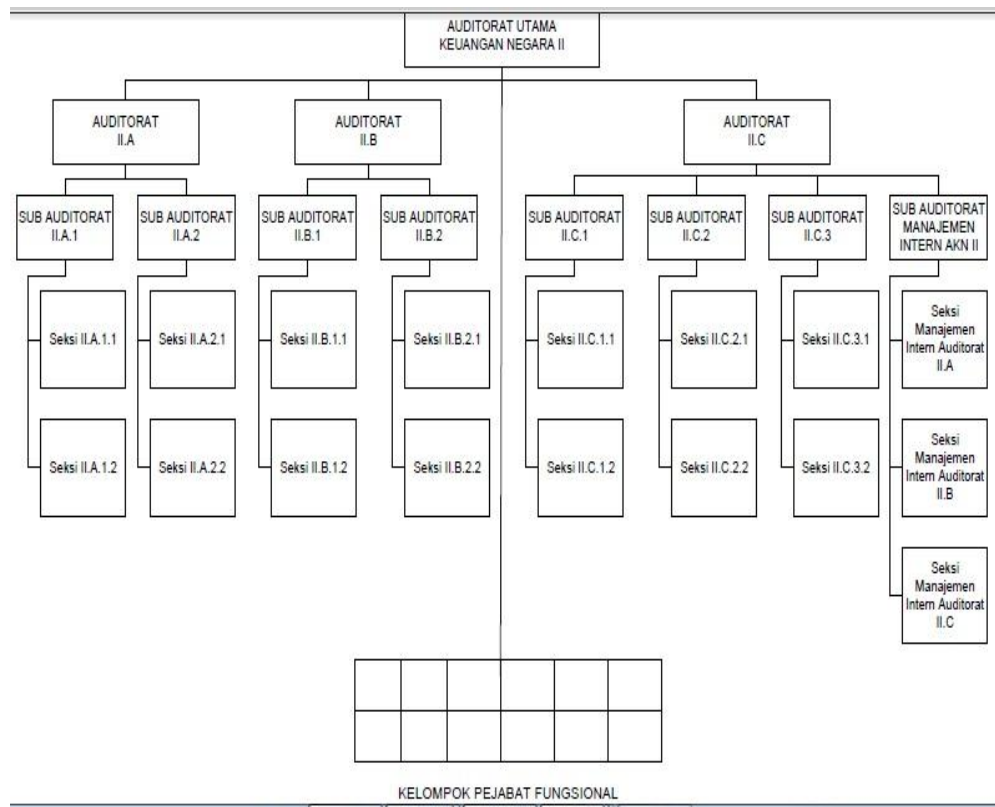 AUDITORAT UTAMA
KEUANGAN NEGARA II
AUDITORAT
II.A
AUDITORAT
II.B
AUDITORAT
II.C
SUB AUDITORAT
II.A.1
SUB AUDITORAT
II.A.2
SUB AUDITORAT
II.B.1
SUB AUDITORAT
II.B.2
SUB AUDITORAT
II.C.1
SUB AUDITORAT
II.C.2
SUB AUDITORAT
II.C.3
SUB AUDITORAT
MANAJEMEN
INTERN AKN II
Seksi II.A.1.1
Seksi II.A.2.1
Seksi II.B.1.1
Seksi II.B.2.1
Seksi II.C.1.1
Seksi II.C.2.1
Seksi II.C.3.1
Seksi
Manajemen
Intern Auditorat
II.A
Seksi II.A.1.2
Seksi II.A.2.2
Seksi II.B.1.2
Seksi II.B.2.2
Seksi II.C.1.2
Seksi II.C.2.2
Seksi II.C.3.2
Seksi
Manajemen
Intern Auditorat
II.B
Seksi
Manajemen
Intern Auditorat
II.C
KELOMPOK PEJABAT FUNGSIONAL